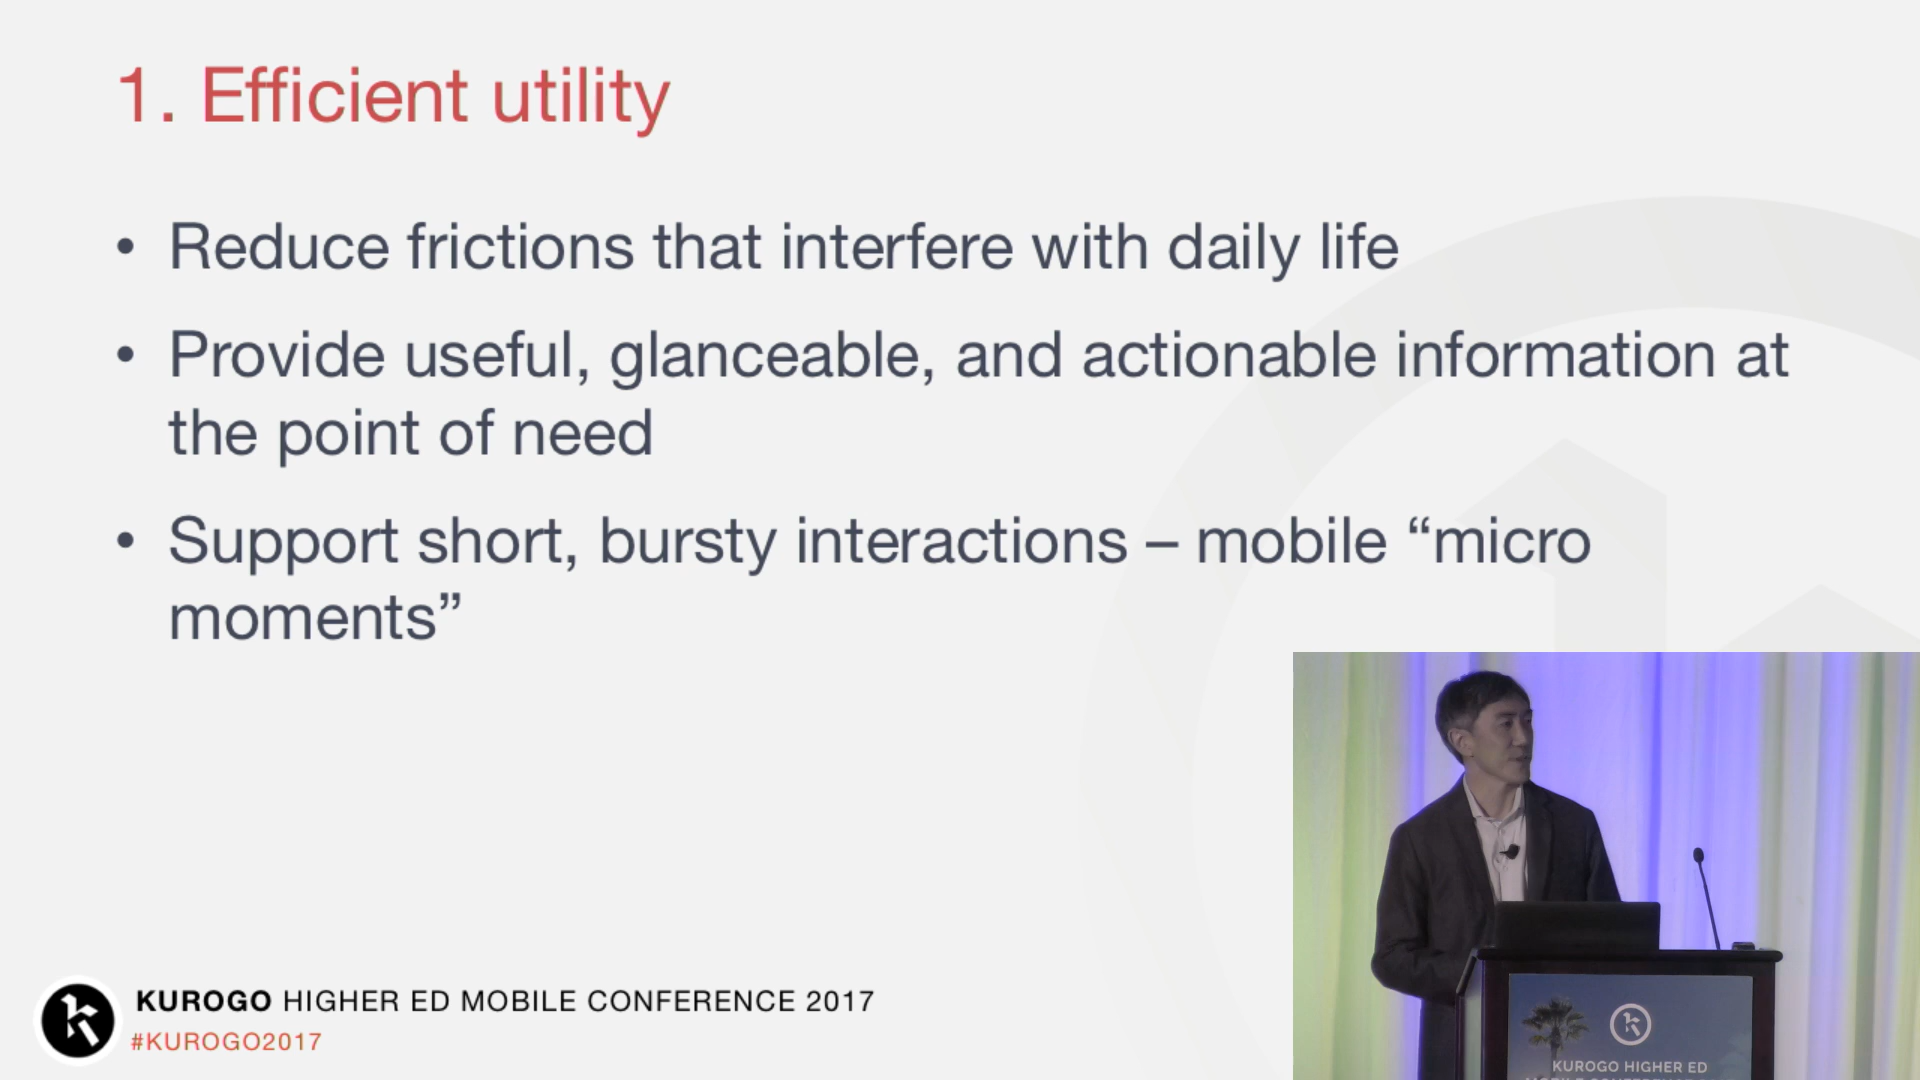 1. Efficient utility
• Reduce frictions that interfere with daily life
• Provide useful, glanceable, and actionable information at
the point of need
• Support short, bursty interactions – mobile “micro
moments”
KUROGO HIGHER ED MOBILE CONFERENCE 2017
#KUROGO2017
KUROGO HIGHER ED